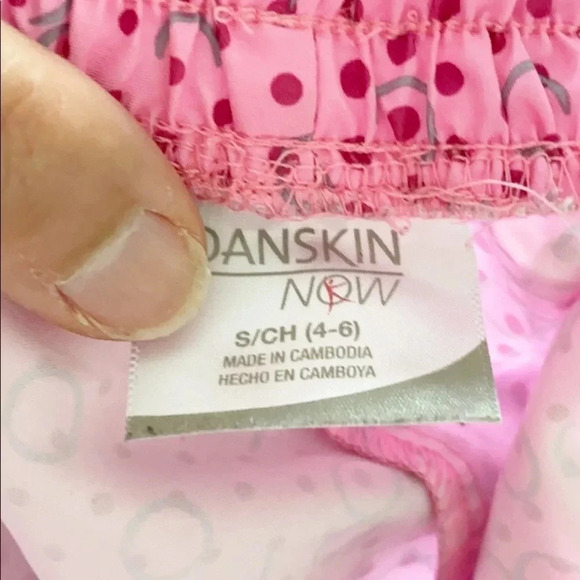 DANSKIN
NOW
S/CH (4-6)
MADE IN CAMBODIA
HECHO EN CAMBOYA